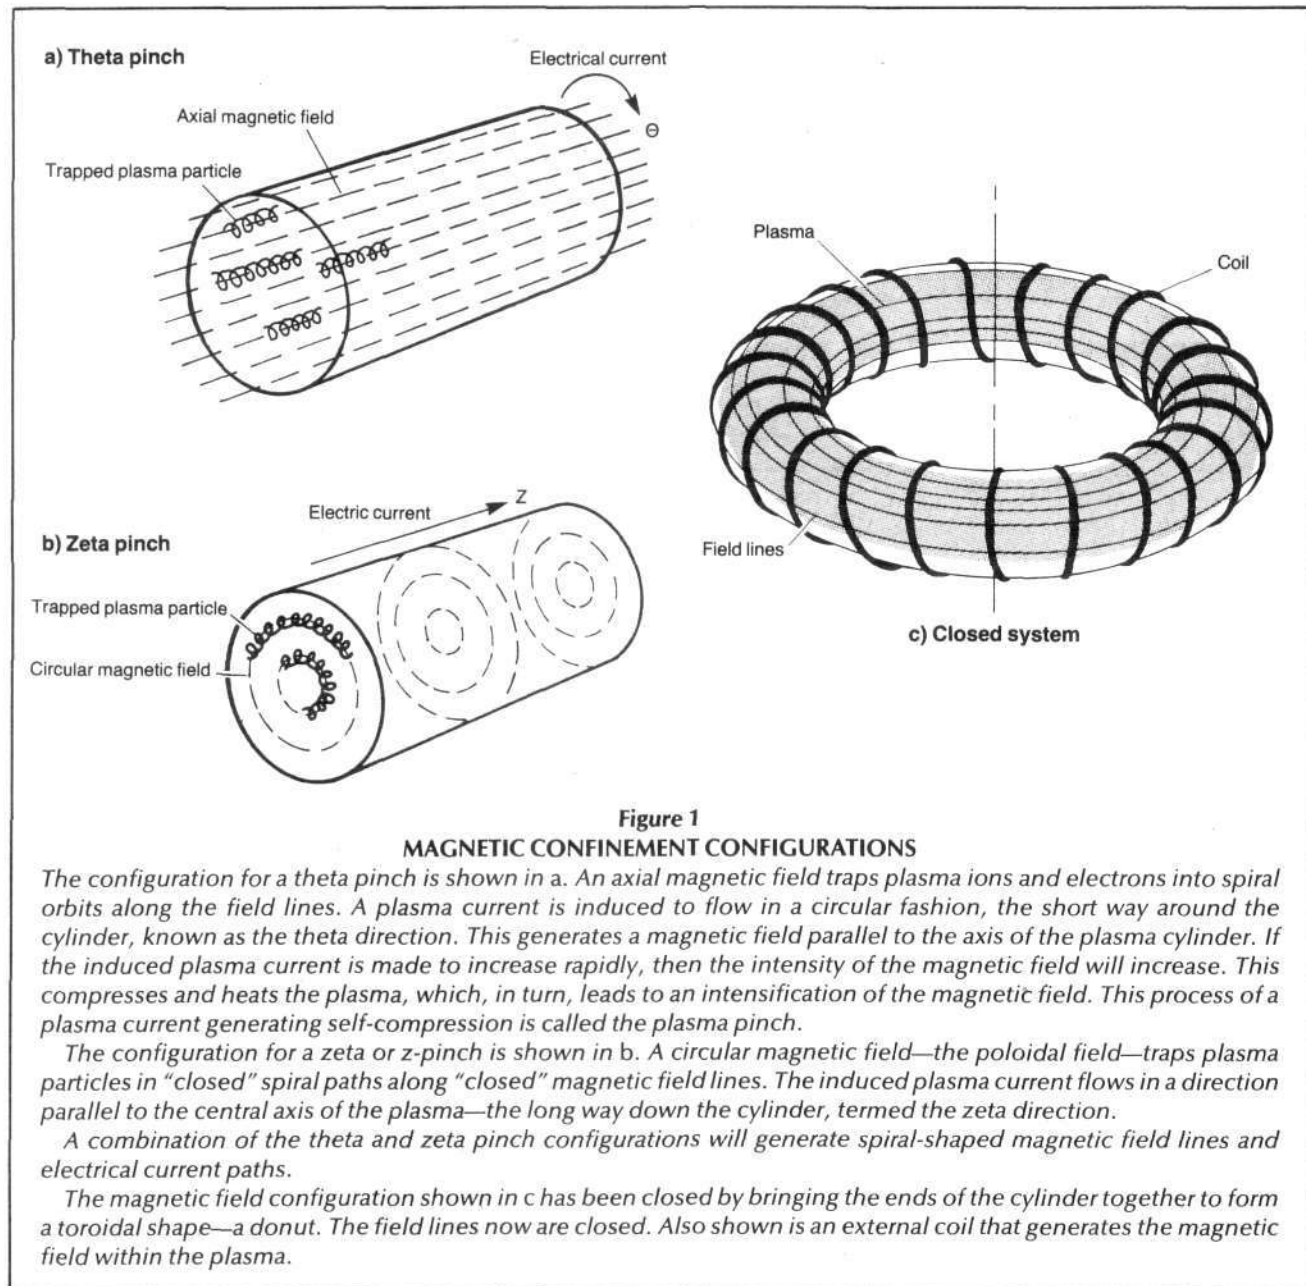 a) Theta pinch
Electrical current
Axial magnetic field
Θ
Trapped plasma particle
Plasma
Coil
Field lines
c) Closed system
Electric current
Z
b) Zeta pinch
Trapped plasma particle
Circular magnetic field
Figure 1
MAGNETIC CONFINEMENT CONFIGURATIONS
The configuration for a theta pinch is shown in a. An axial magnetic field traps plasma ions and electrons into spiral
orbits along the field lines. A plasma current is induced to flow in a circular fashion, the short way around the
cylinder, known as the theta direction. This generates a magnetic field parallel to the axis of the plasma cylinder. If
the induced plasma current is made to increase rapidly, then the intensity of the magnetic field will increase. This
compresses and heats the plasma, which, in turn, leads to an intensification of the magnetic field. This process of a
plasma current generating self-compression is called the plasma pinch.
The configuration for a zeta or z-pinch is shown in b. A circular magnetic field—the poloidal field—traps plasma
particles in "closed" spiral paths along "closed" magnetic field lines. The induced plasma current flows in a direction
parallel to the central axis of the plasma—the long way down the cylinder, termed the zeta direction.
A combination of the theta and zeta pinch configurations will generate spiral-shaped magnetic field lines and
electrical current paths.
The magnetic field configuration shown in c has been closed by bringing the ends of the cylinder together to form
a toroidal shape—a donut. The field lines now are closed. Also shown is an external coil that generates the magnetic
field within the plasma.